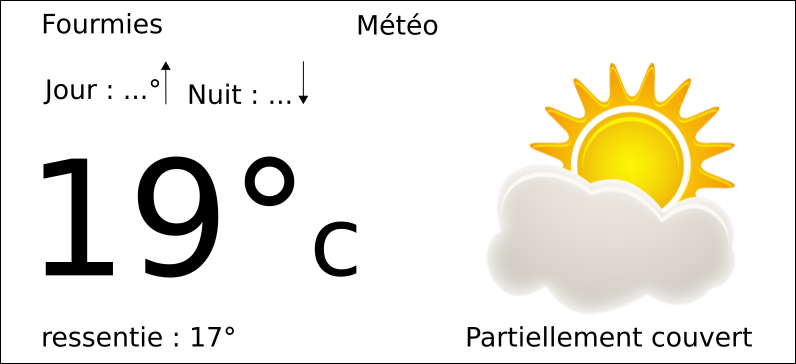 Fourmies
Météo
Jour : ...°
Nuit : ...
19°c
ressentie : 17°
Partiellement couvert